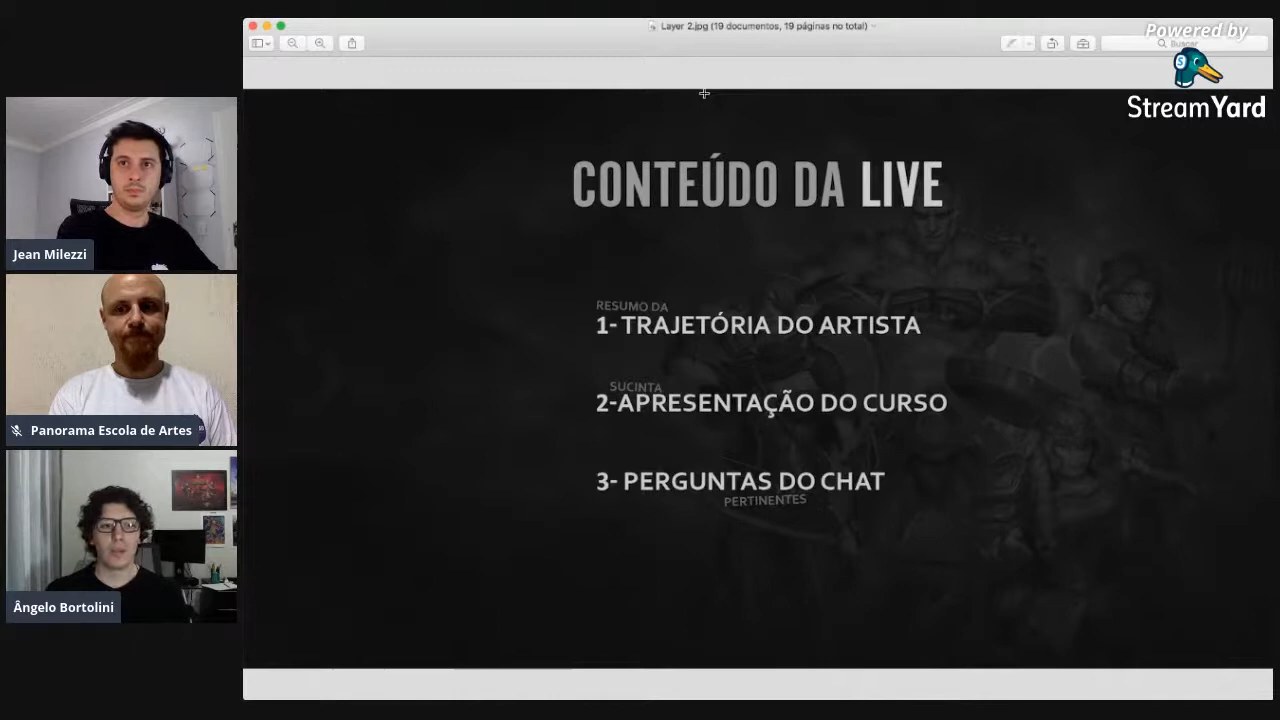 Layer 2.jpg (19 documentos, 19 páginas no total)
Buscar
Powered by
StreamYard
CONTEÚDO DA LIVE
RESUMO DA
1- TRAJETÓRIA DO ARTISTA
SUCINTA
2-APRESENTAÇÃO DO CURSO
3- PERGUNTAS DO CHAT
PERTINENTES
Jean Milezzi
Panorama Escola de Artes
Ângelo Bortolini